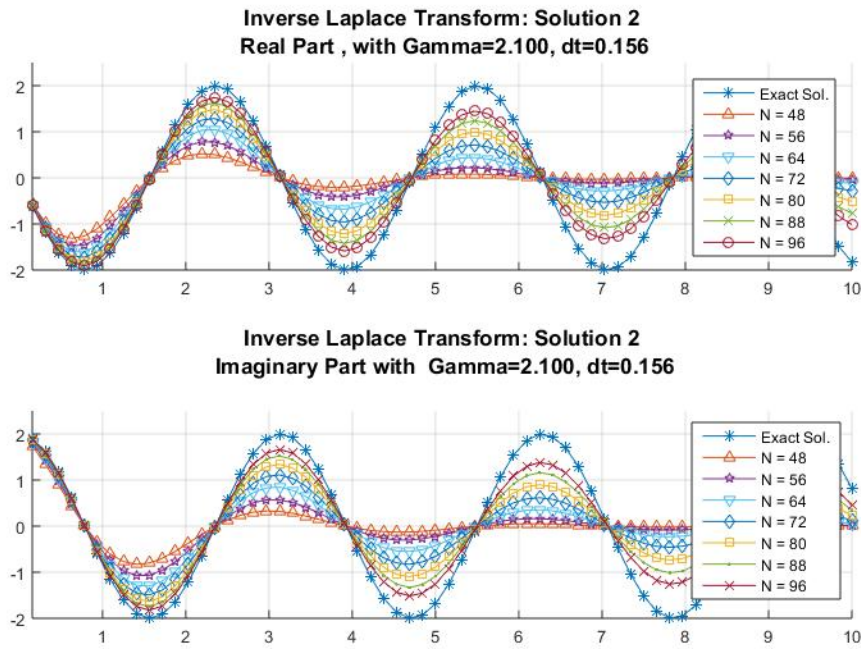 Inverse Laplace Transform: Solution 2
Real Part , with Gamma=2.100, dt=0.156
2
1
0
-1
-2
1 2 3 4 5 6 7 8 9 10
Exact Sol.
N = 48
N = 56
N = 64
N = 72
N = 80
N = 88
N = 96
Inverse Laplace Transform: Solution 2
Imaginary Part with Gamma=2.100, dt=0.156
2
1
0
-1
-2
1 2 3 4 5 6 7 8 9 10
Exact Sol.
N = 48
N = 56
N = 64
N = 72
N = 80
N = 88
N = 96